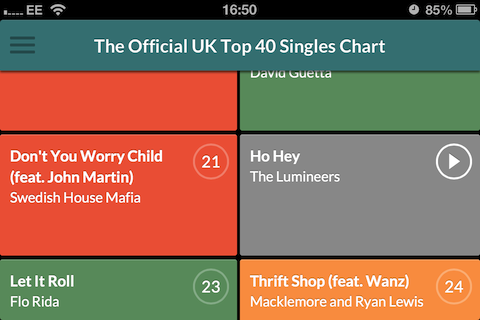 EE 16:50 85%
The Official UK Top 40 Singles Chart
David Guetta
Don't You Worry Child
(feat. John Martin)
Swedish House Mafia
21
Ho Hey
The Lumineers
Let It Roll
Flo Rida
23
Thrift Shop (feat. Wanz)
Macklemore and Ryan Lewis
24